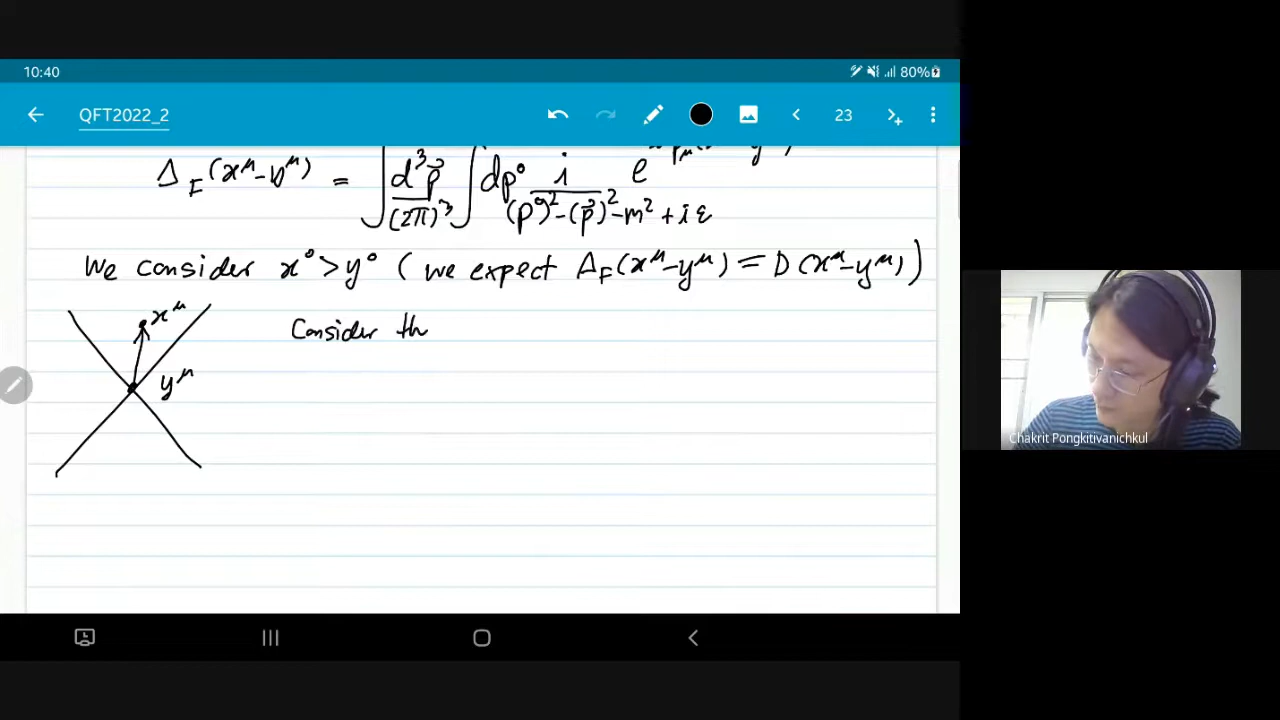 10:40 80%
QFT2022_2 23
Δ_F (x^μ - y^μ) = ∫ d³p⃗ / (2π)³ ∫ dp⁰ i / ((p⁰)² - (p⃗)² - m² + iε) e
We consider x⁰ > y⁰ ( we expect Δ_F (x^μ - y^μ) = D (x^μ - y^μ) )
x^μ
Consider th
y^μ
Chakrit Pongkitivanichkul